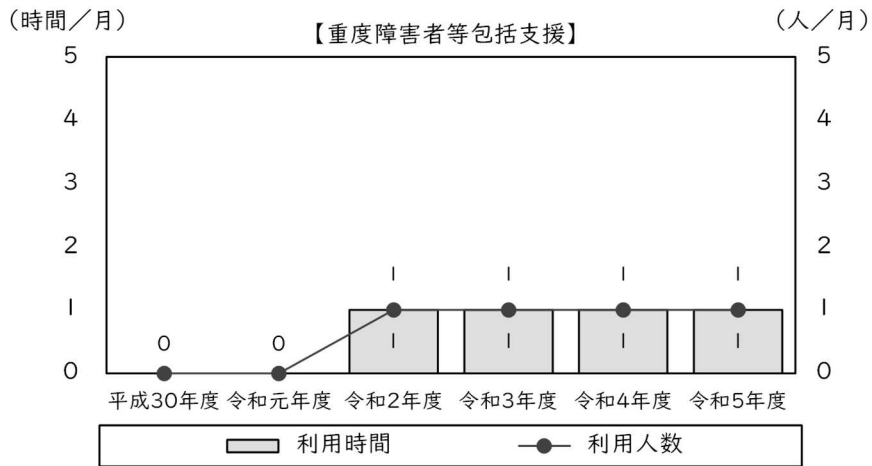 （時間／月） （人／月）
【重度障害者等包括支援】
5 5
4 4
3 3
2 2
1 1 1 1
1 1
0 0
1 1 1 1
0 0
平成30年度 令和元年度 令和2年度 令和3年度 令和4年度 令和5年度
利用時間 利用人数